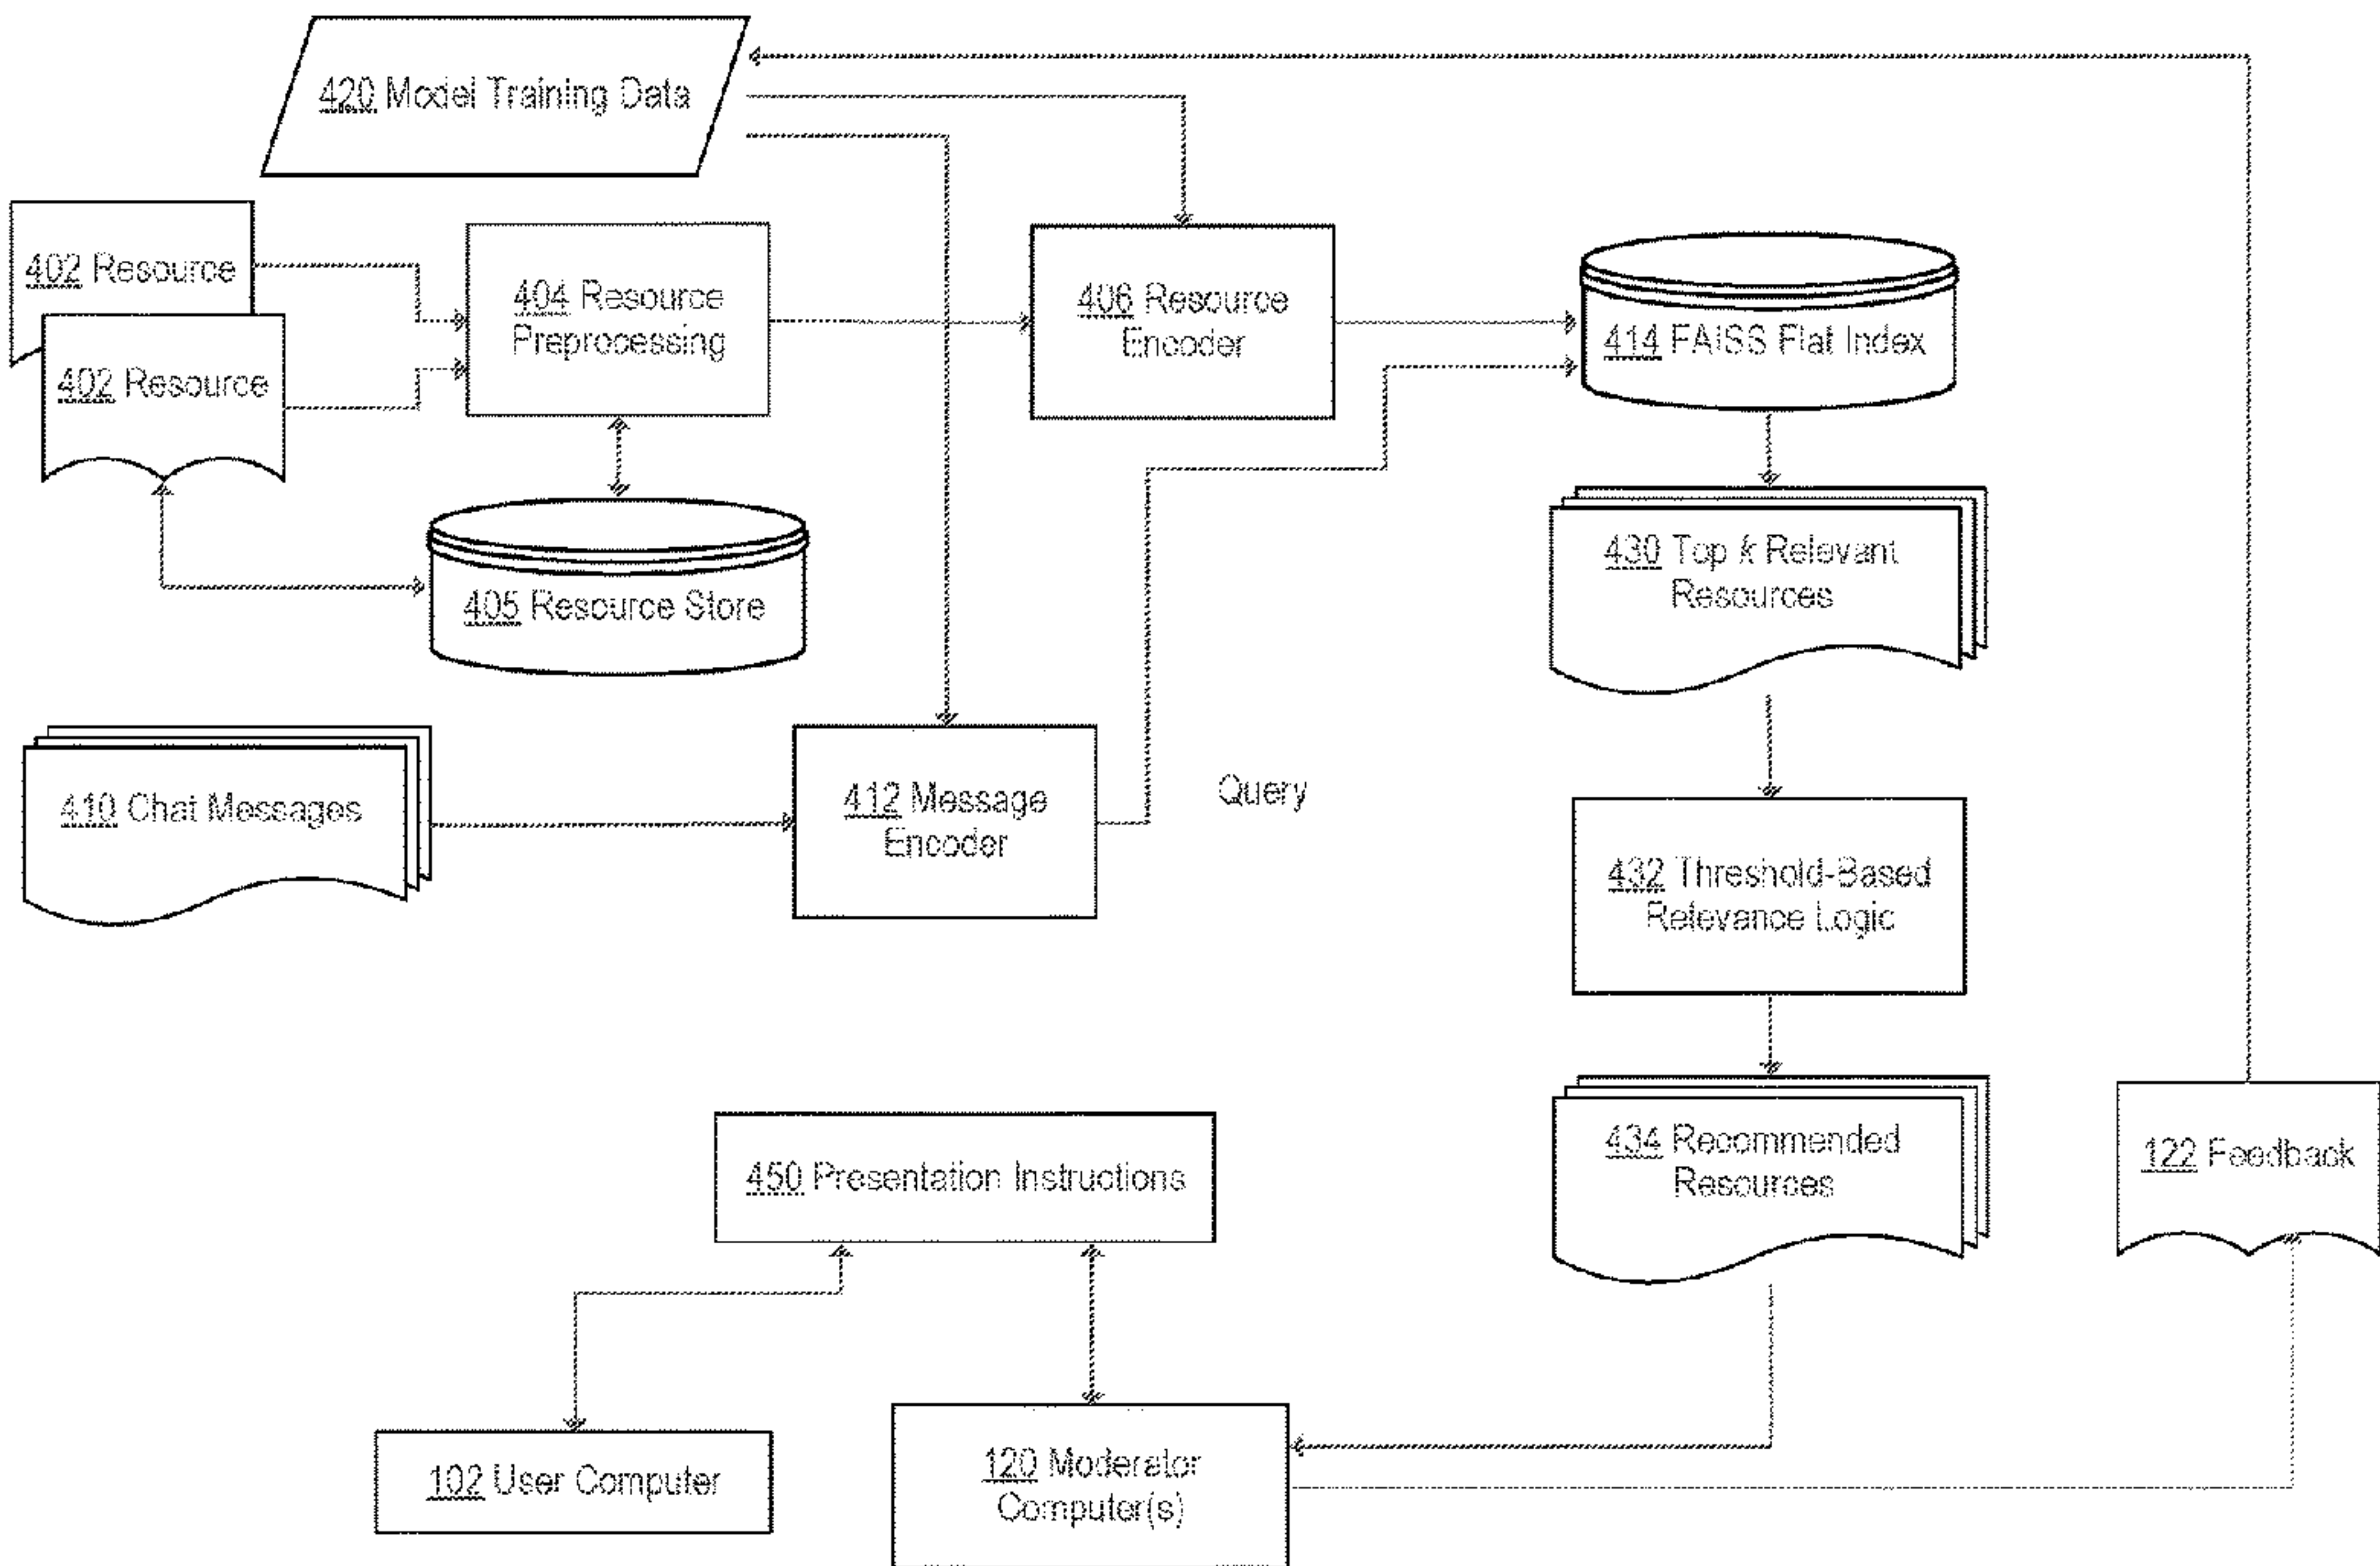 420 Model Training Data
402 Resource
404 Resource
Preprocessing
406 Resource
Encoder
414 FAISS Flat Index
402 Resource
405 Resource Store
430 Top k Relevant
Resources
410 Chat Messages
412 Message
Encoder
Query
432 Threshold-Based
Relevance Logic
450 Presentation Instructions
434 Recommended
Resources
122 Feedback
102 User Computer
120 Moderator
Computer(s)